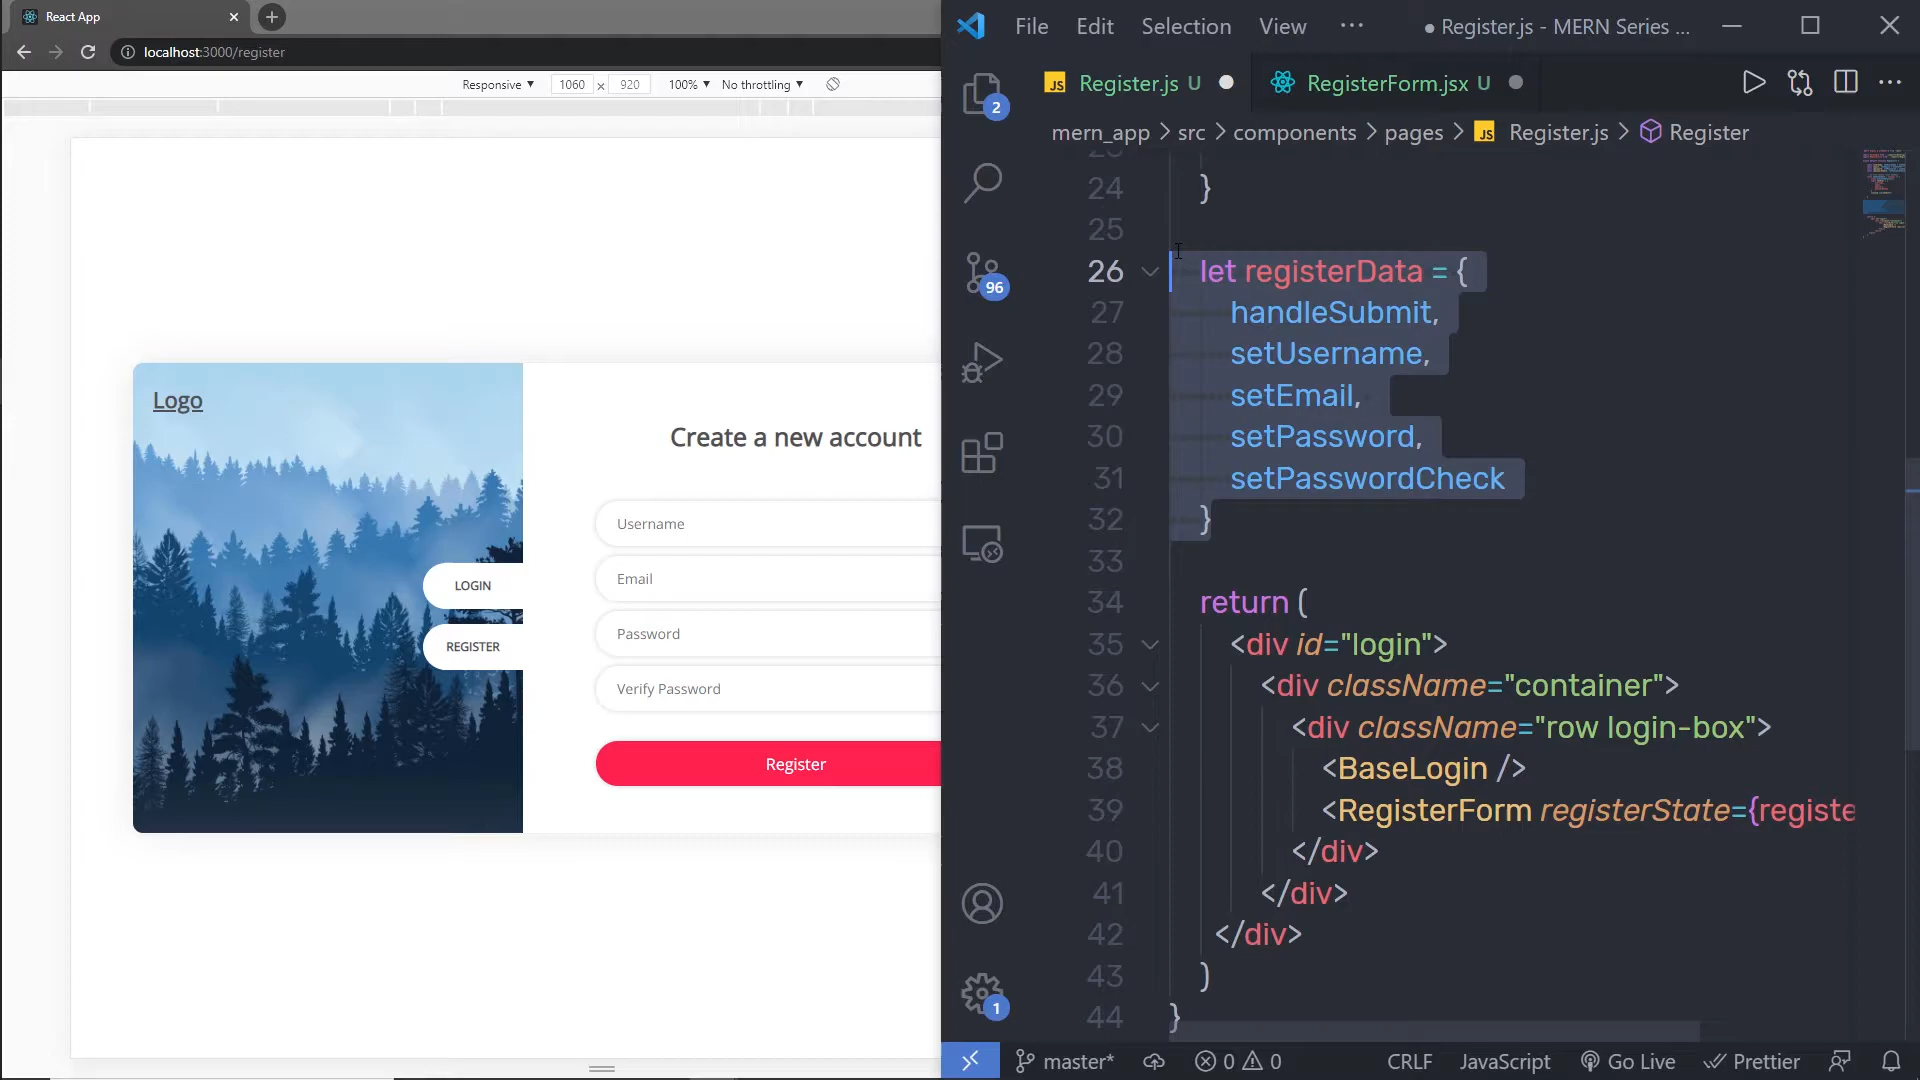 React App
localhost:3000/register
Responsive
1060 x 920
100%
No throttling
Logo
LOGIN
REGISTER
Create a new account
Username
Email
Password
Verify Password
Register
File Edit Selection View ···
● Register.js - MERN Series ...
Register.js U
RegisterForm.jsx U
mern_app > src > components > pages > JS Register.js > Register
2
96
1
24 }
25
26 let registerData = {
27 handleSubmit,
28 setUsername,
29 setEmail,
30 setPassword,
31 setPasswordCheck
32 }
33
34 return (
35 <div id="login">
36 <div className="container">
37 <div className="row login-box">
38 <BaseLogin />
39 <RegisterForm registerState={registe
40 </div>
41 </div>
42 </div>
43 )
44 }
master* 0 0 CRLF JavaScript Go Live Prettier